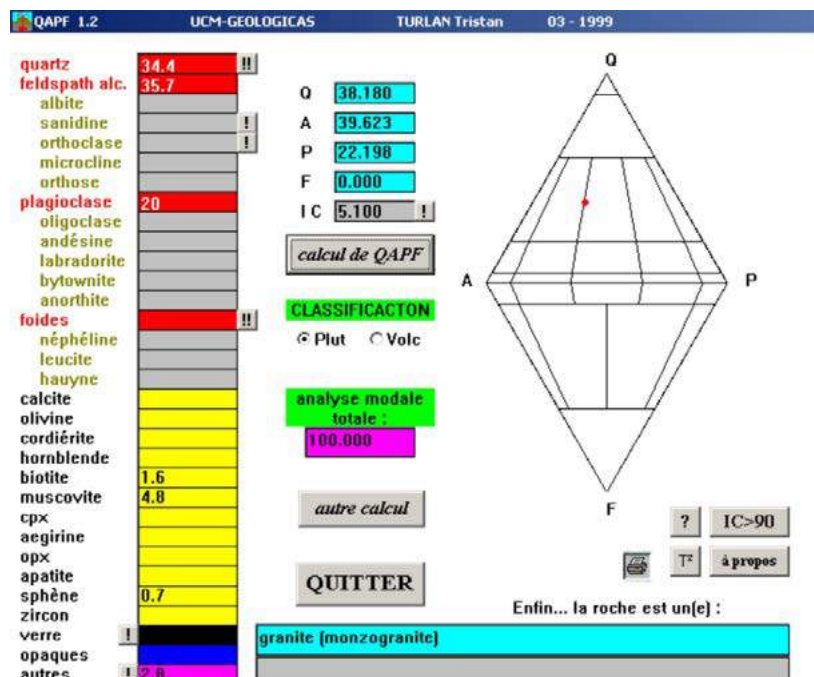 QAPF 1.2 UCM-GEOLOGICAS TURLAN Tristan 03 - 1999
quartz 34.4 !!
feldspath alc. 35.7
albite
sanidine !
orthoclase !
microcline
orthose
plagioclase 20
oligoclase
andésine
labradorite
bytownite
anorthite
foides !!
néphéline
leucite
hauyne
calcite
olivine
cordiérite
hornblende
biotite 1.6
muscovite 4.8
cpx
aegirine
opx
apatite
sphène 0.7
zircon
verre !
opaques
autres ! 2.8
Q 38.180
A 39.623
P 22.198
F 0.000
I C 5.100 !
calcul de QAPF
CLASSIFICACTON
Plut Volc
analyse modale
totale :
100.000
autre calcul
QUITTER
Q
A
P
F
? IC>90
T² à propos
Enfin... la roche est un(e) :
granite (monzogranite)